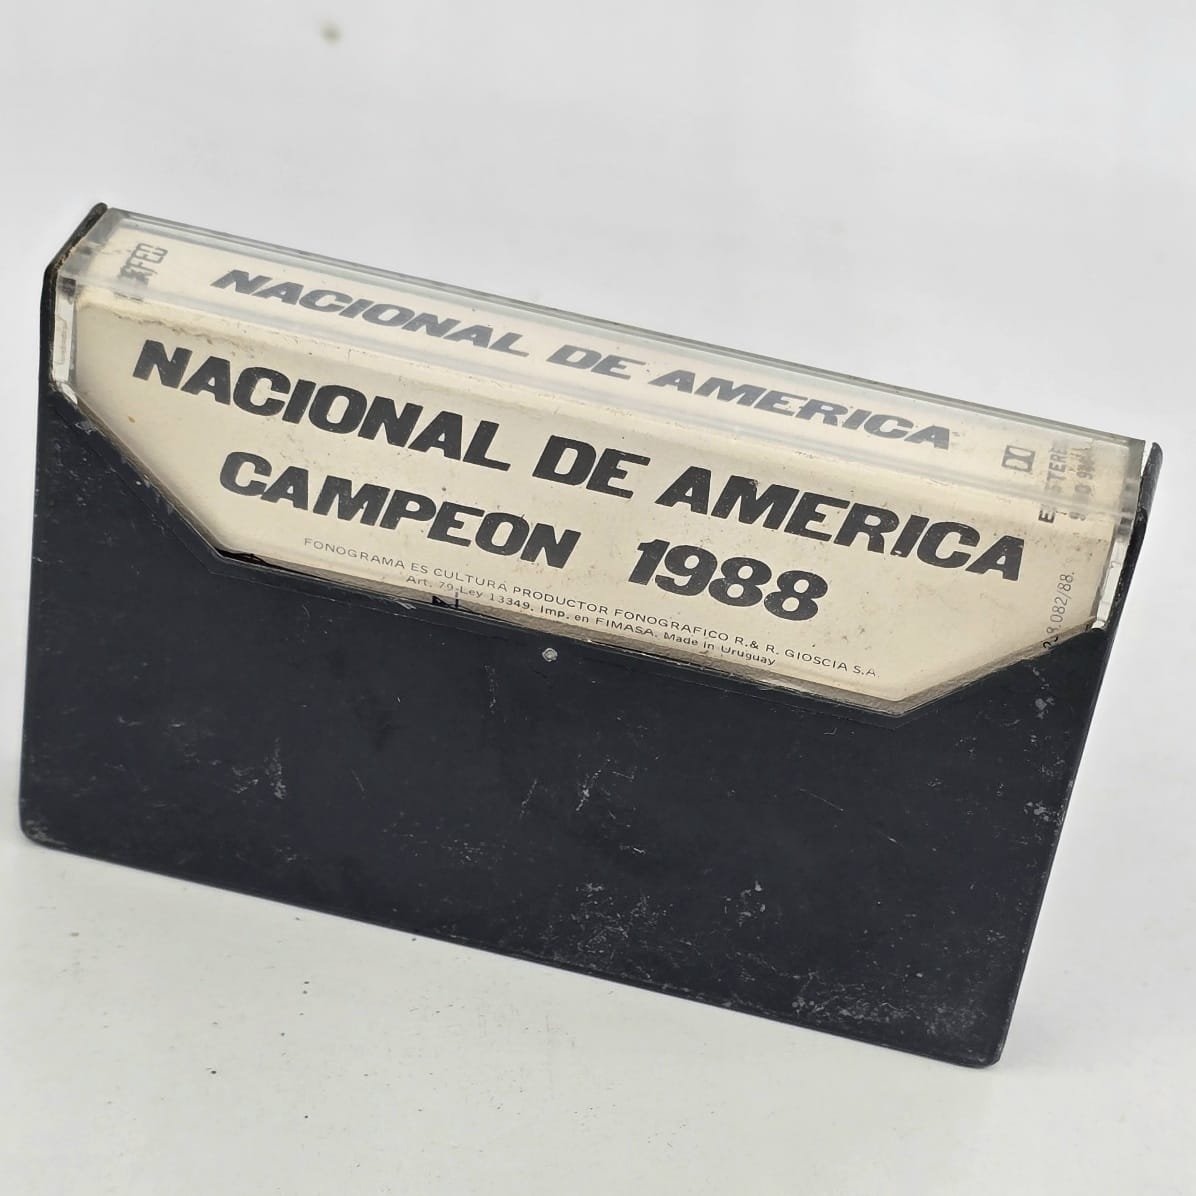 NACIONAL DE AMERICA
NACIONAL DE AMERICA
CAMPEON 1988
FONOGRAMA ES CULTURA PRODUCTOR FONOGRAFICO R.& R. GIOSCIA S.A.
Art. 79-Ley 13349. Imp. en FIMASA. Made in Uruguay